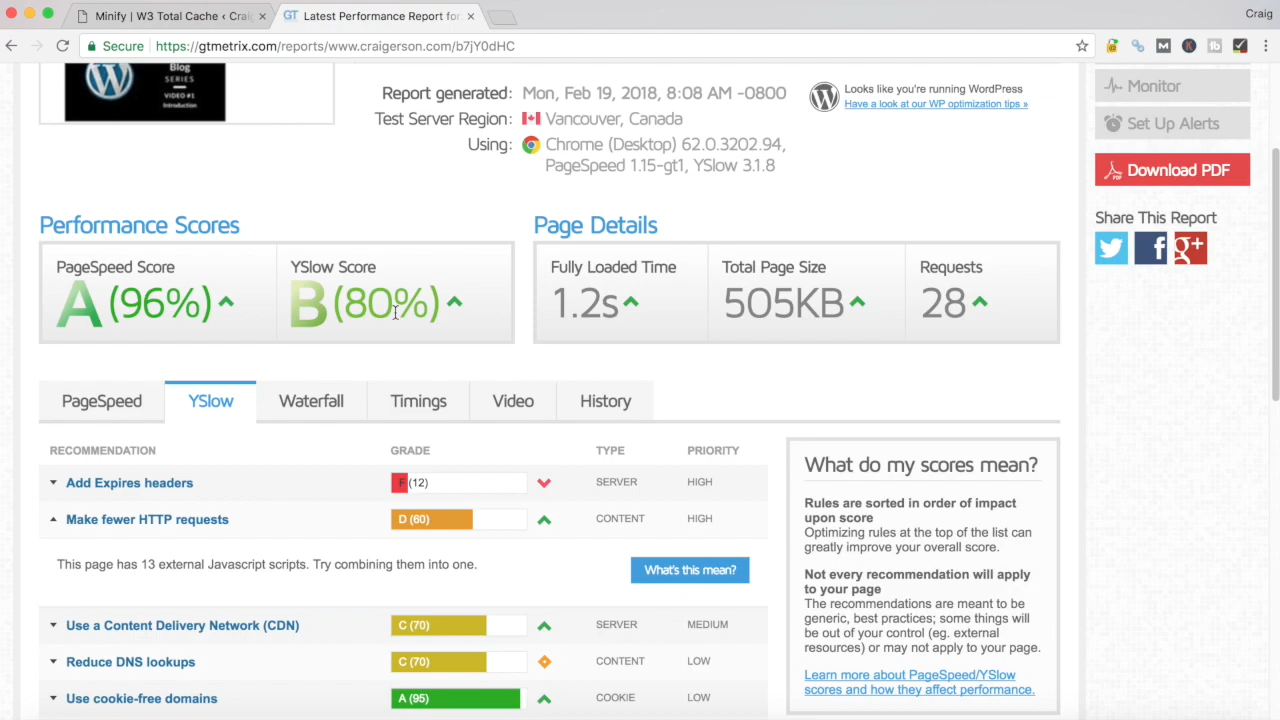 Minify | W3 Total Cache ‹ Craig
Latest Performance Report for
Craig
Secure
https://gtmetrix.com/reports/www.craigerson.com/b7jY0dHC
Blog
SERIES
VIDEO #1
Introduction
Report generated: Mon, Feb 19, 2018, 8:08 AM -0800
Test Server Region: Vancouver, Canada
Using: Chrome (Desktop) 62.0.3202.94,
PageSpeed 1.15-gt1, YSlow 3.1.8
Looks like you're running WordPress
Have a look at our WP optimization tips »
Monitor
Set Up Alerts
Download PDF
Share This Report
Performance Scores
PageSpeed Score
A (96%)
YSlow Score
B (80%)
Page Details
Fully Loaded Time
1.2s
Total Page Size
505KB
Requests
28
PageSpeed YSlow Waterfall Timings Video History
RECOMMENDATION GRADE TYPE PRIORITY
Add Expires headers F (12) SERVER HIGH
Make fewer HTTP requests D (60) CONTENT HIGH
This page has 13 external Javascript scripts. Try combining them into one.
What's this mean?
Use a Content Delivery Network (CDN) C (70) SERVER MEDIUM
Reduce DNS lookups C (70) CONTENT LOW
Use cookie-free domains A (95) COOKIE LOW
What do my scores mean?
Rules are sorted in order of impact
upon score
Optimizing rules at the top of the list can
greatly improve your overall score.
Not every recommendation will apply
to your page
The recommendations are meant to be
generic, best practices; some things will
be out of your control (eg. external
resources) or may not apply to your page.
Learn more about PageSpeed/YSlow
scores and how they affect performance.